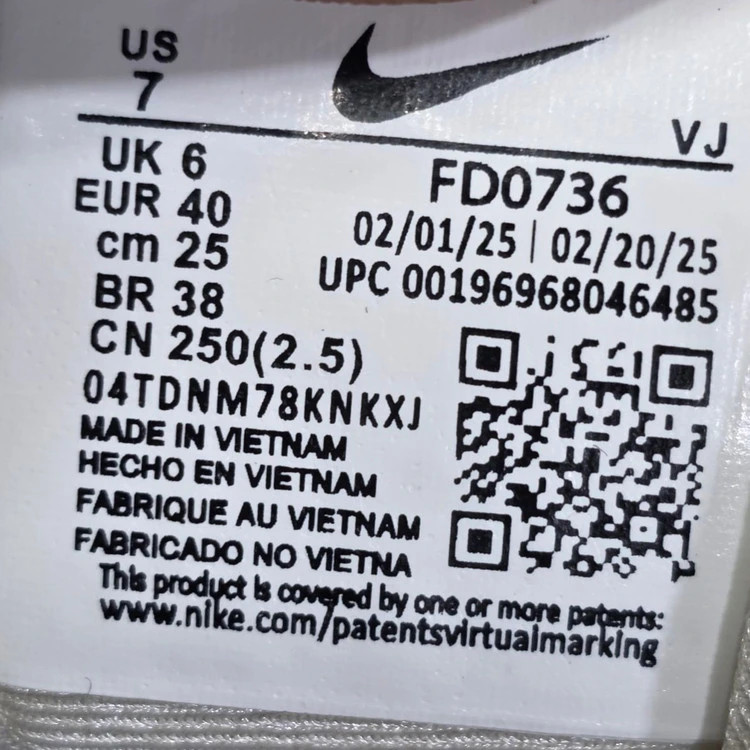 US
7
VJ
UK 6
FD0736
EUR 40
02/01/25 | 02/20/25
cm 25
UPC 00196968046485
BR 38
CN 250(2.5)
04TDNM78KNKXJ
MADE IN VIETNAM
HECHO EN VIETNAM
FABRIQUE AU VIETNAM
FABRICADO NO VIETNA
This product is covered by one or more patents:
www.nike.com/patentsvirtualmarking